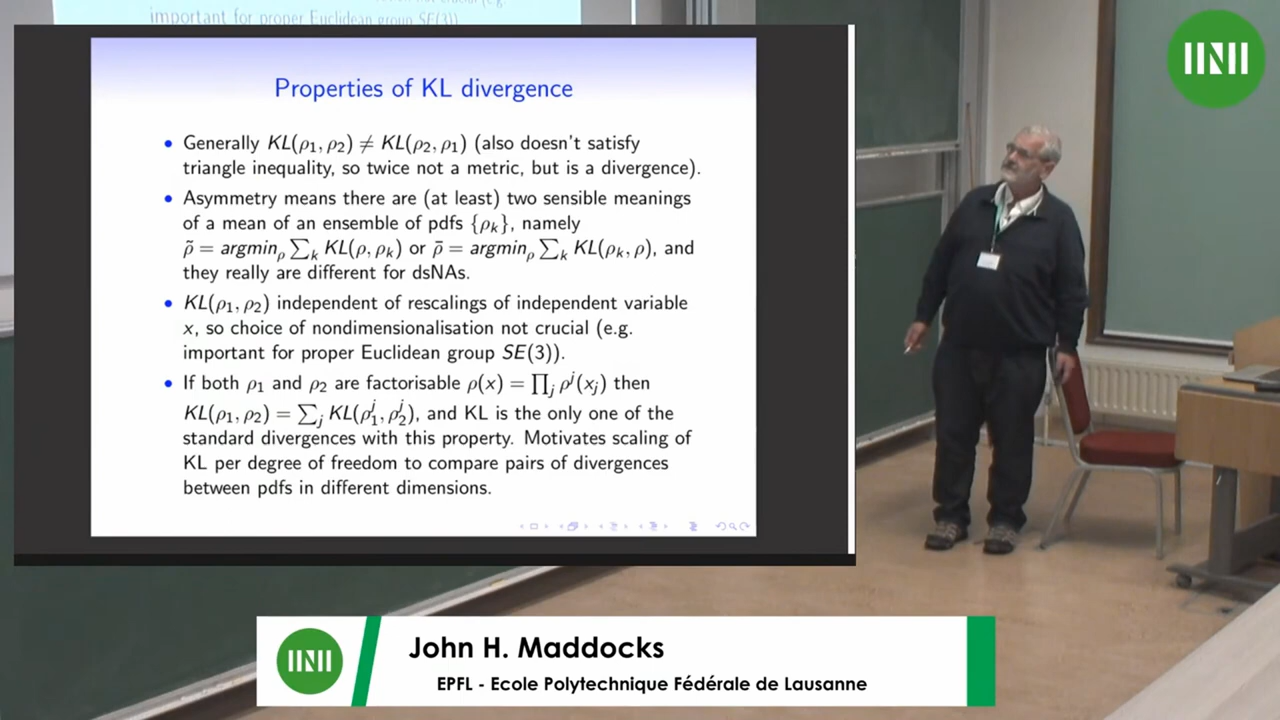 important for proper Euclidean group SE(3))
Properties of KL divergence
• Generally KL(ρ₁, ρ₂) ≠ KL(ρ₂, ρ₁) (also doesn't satisfy
triangle inequality, so twice not a metric, but is a divergence).
• Asymmetry means there are (at least) two sensible meanings
of a mean of an ensemble of pdfs {ρₖ}, namely
ρ̃ = argminᵨ ∑ₖ KL(ρ, ρₖ) or ρ̄ = argminᵨ ∑ₖ KL(ρₖ, ρ), and
they really are different for dsNAs.
• KL(ρ₁, ρ₂) independent of rescalings of independent variable
x, so choice of nondimensionalisation not crucial (e.g.
important for proper Euclidean group SE(3)).
• If both ρ₁ and ρ₂ are factorisable ρ(x) = ∏ⱼ ρʲ(xⱼ) then
KL(ρ₁, ρ₂) = ∑ⱼ KL(ρ₁ʲ, ρ₂ʲ), and KL is the only one of the
standard divergences with this property. Motivates scaling of
KL per degree of freedom to compare pairs of divergences
between pdfs in different dimensions.
John H. Maddocks
EPFL - Ecole Polytechnique Fédérale de Lausanne